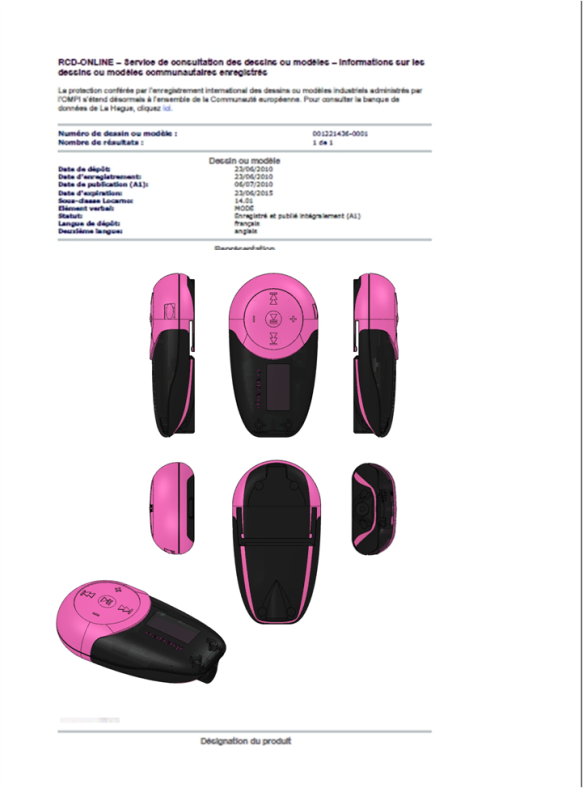 RCD-ONLINE – Service de consultation des dessins ou modèles – Informations sur les
dessins ou modèles communautaires enregistrés
La protection conférée par l'enregistrement international des dessins ou modèles industriels administrés par
l'OMPI s'étend désormais à l'ensemble de la Communauté européenne. Pour consulter la banque de
données de La Hague, cliquez ici.
Numéro de dessin ou modèle : 001221436-0001
Nombre de résultats : 1 de 1
Dessin ou modèle
Date de dépôt: 23/06/2010
Date d'enregistrement: 23/06/2010
Date de publication (A1): 06/07/2010
Date d'expiration: 23/06/2015
Sous-classe Locarno: 14.01
Elément verbal: MODE
Statut: Enregistré et publié intégralement (A1)
Langue de dépôt: français
Deuxième langue: anglais
Représentation
Désignation du produit